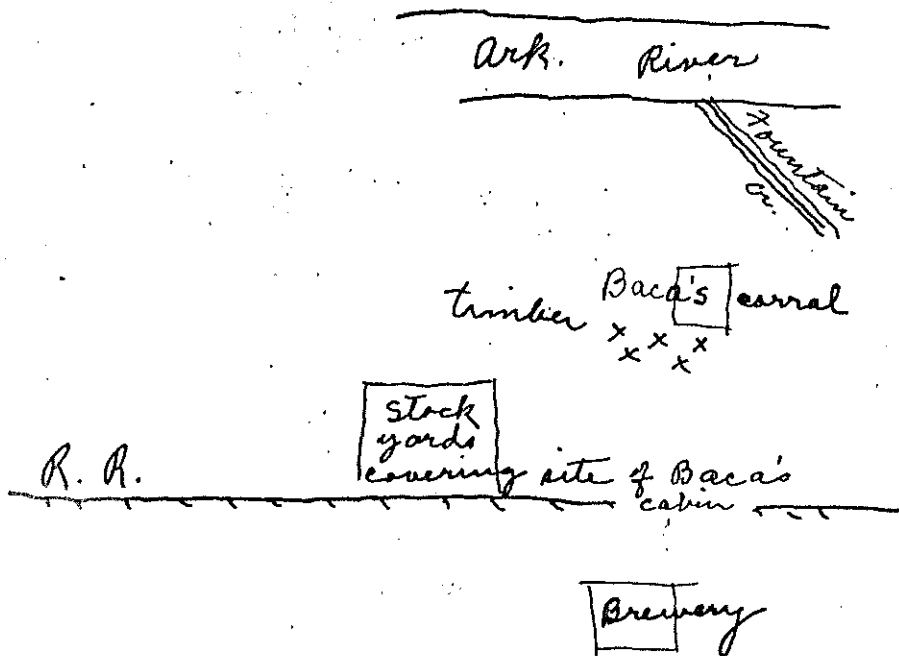 Ark. River
Fountain
Cr.
Baca's corral
timber
x x x
x x
Stock
yards
covering site of Baca's
cabin
R. R.
Brewery